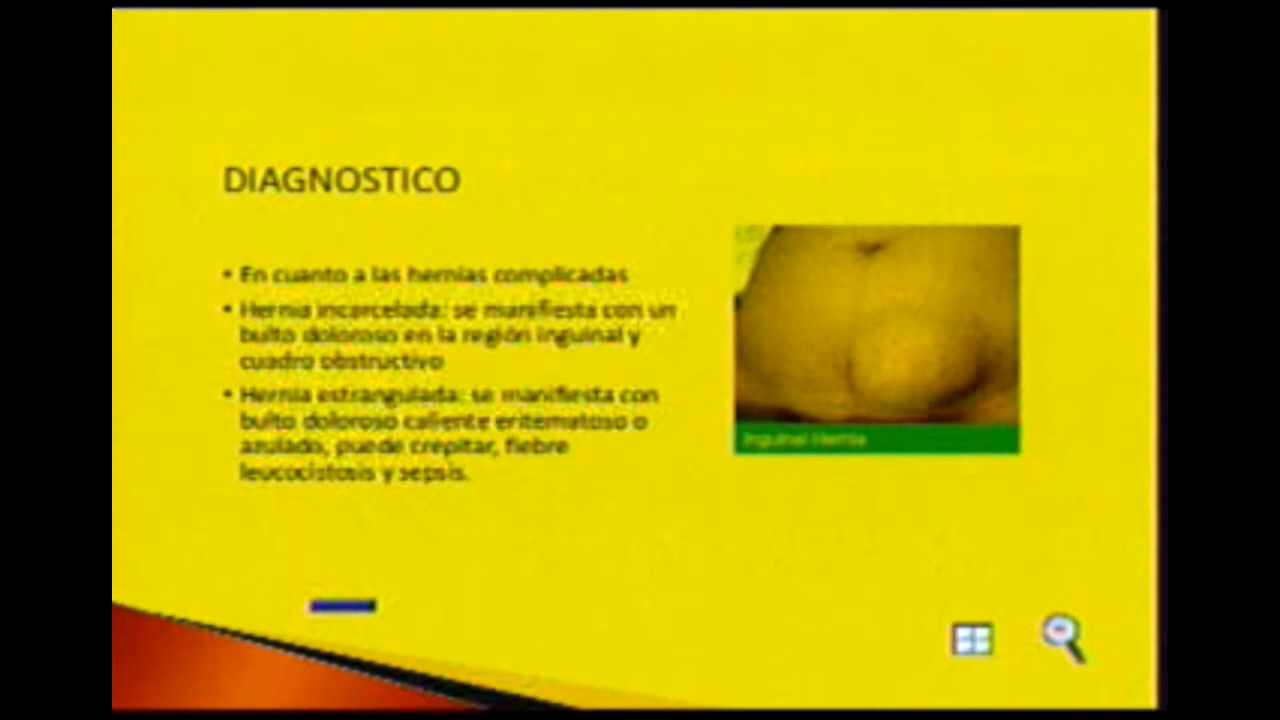 DIAGNOSTICO
• En cuanto a las hernias complicadas
• Hernia incarcelada: se manifiesta con un
bulto doloroso en la región inguinal y
cuadro obstructivo
• Hernia estrangulada: se manifiesta con
bulto doloroso caliente eritematoso o
azulado, puede crepitar, fiebre
leucocistosis y sepsis.
Inguinal Hernia